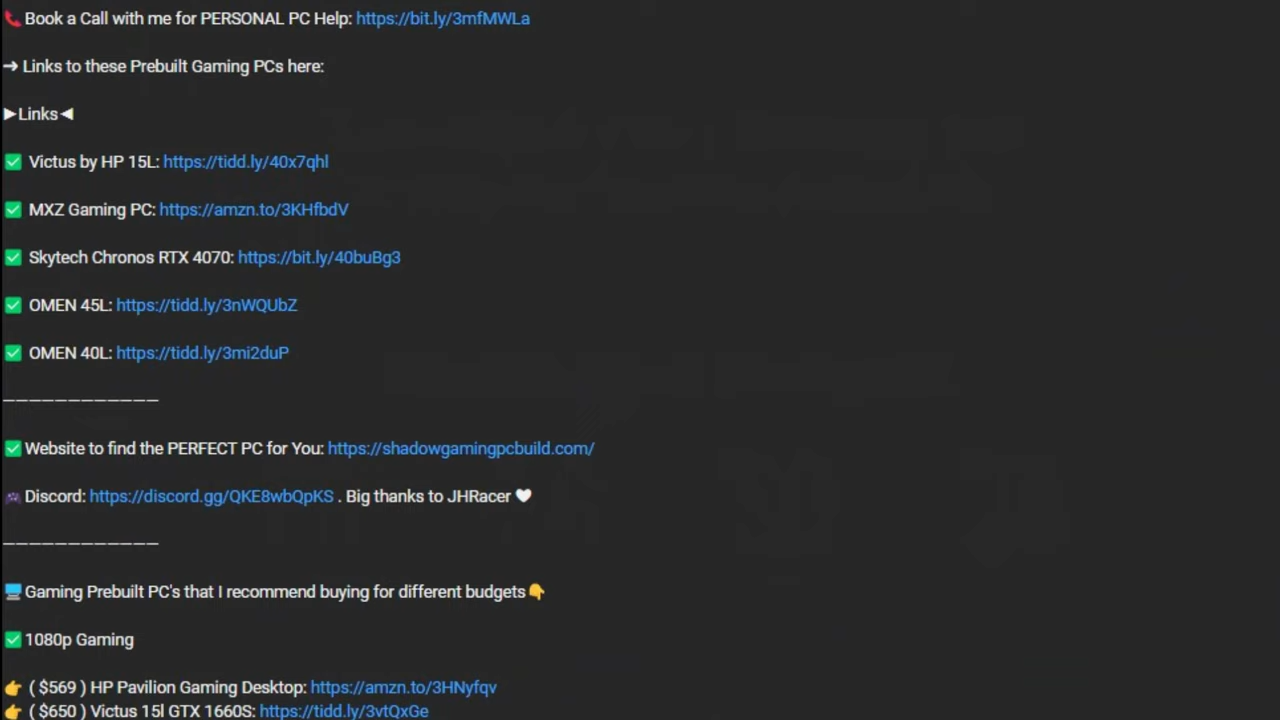 📞Book a Call with me for PERSONAL PC Help: https://bit.ly/3mfMWLa
➔ Links to these Prebuilt Gaming PCs here:
▶Links◀
✅ Victus by HP 15L: https://tidd.ly/40x7qhl
✅ MXZ Gaming PC: https://amzn.to/3KHfbdV
✅ Skytech Chronos RTX 4070: https://bit.ly/40buBg3
✅ OMEN 45L: https://tidd.ly/3nWQUbZ
✅ OMEN 40L: https://tidd.ly/3mi2duP
————————————
✅Website to find the PERFECT PC for You: https://shadowgamingpcbuild.com/
🎮Discord: https://discord.gg/QKE8wbQpKS . Big thanks to JHRacer 🤍
————————————
🖥️Gaming Prebuilt PC's that I recommend buying for different budgets👇
✅1080p Gaming
👉 ( $569 ) HP Pavilion Gaming Desktop: https://amzn.to/3HNyfqv
👉 ( $650 ) Victus 15l GTX 1660S: https://tidd.ly/3vtQxGe